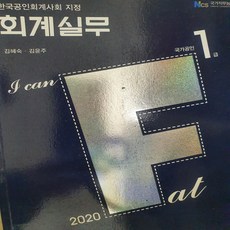 한국공인회계사회 지정
회계실무
김혜숙 · 김윤주
국가공인 1급
I can
F
at
2020